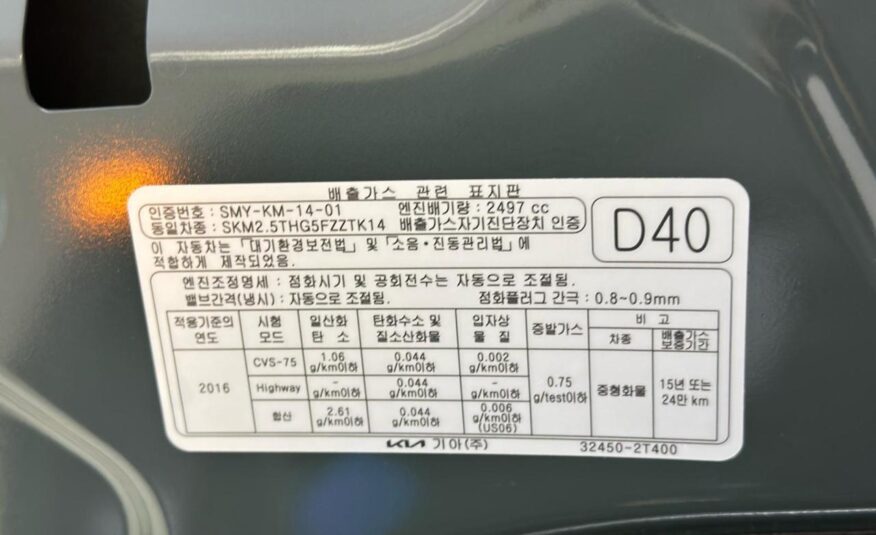 배출가스 관련 표지판
인증번호 : SMY-KM-14-01 엔진배기량 : 2497 cc
동일차종 : SKM2.5THG5FZZTK14 배출가스자기진단장치 인증
D40
이 자동차는 「대기환경보전법」 및 「소음·진동관리법」에
적합하게 제작되었음.
엔진조정명세 : 점화시기 및 공회전수는 자동으로 조절됨.
밸브간격(냉시) : 자동으로 조절됨. 점화플러그 간극 : 0.8~0.9mm
적용기준의 연도 시험 모드 일산화 탄소 탄화수소 및 질소산화물 입자상 물질 증발가스 비고
차종 배출가스 보증기간
2016 CVS-75 1.06 g/km이하 0.044 g/km이하 0.002 g/km이하 0.75 g/test이하 중형화물 15년 또는 24만 km
Highway - g/km이하 0.044 g/km이하 - g/km이하
합산 2.61 g/km이하 0.044 g/km이하 0.006 g/km이하 (US06)
KIA 기아(주) 32450-2T400